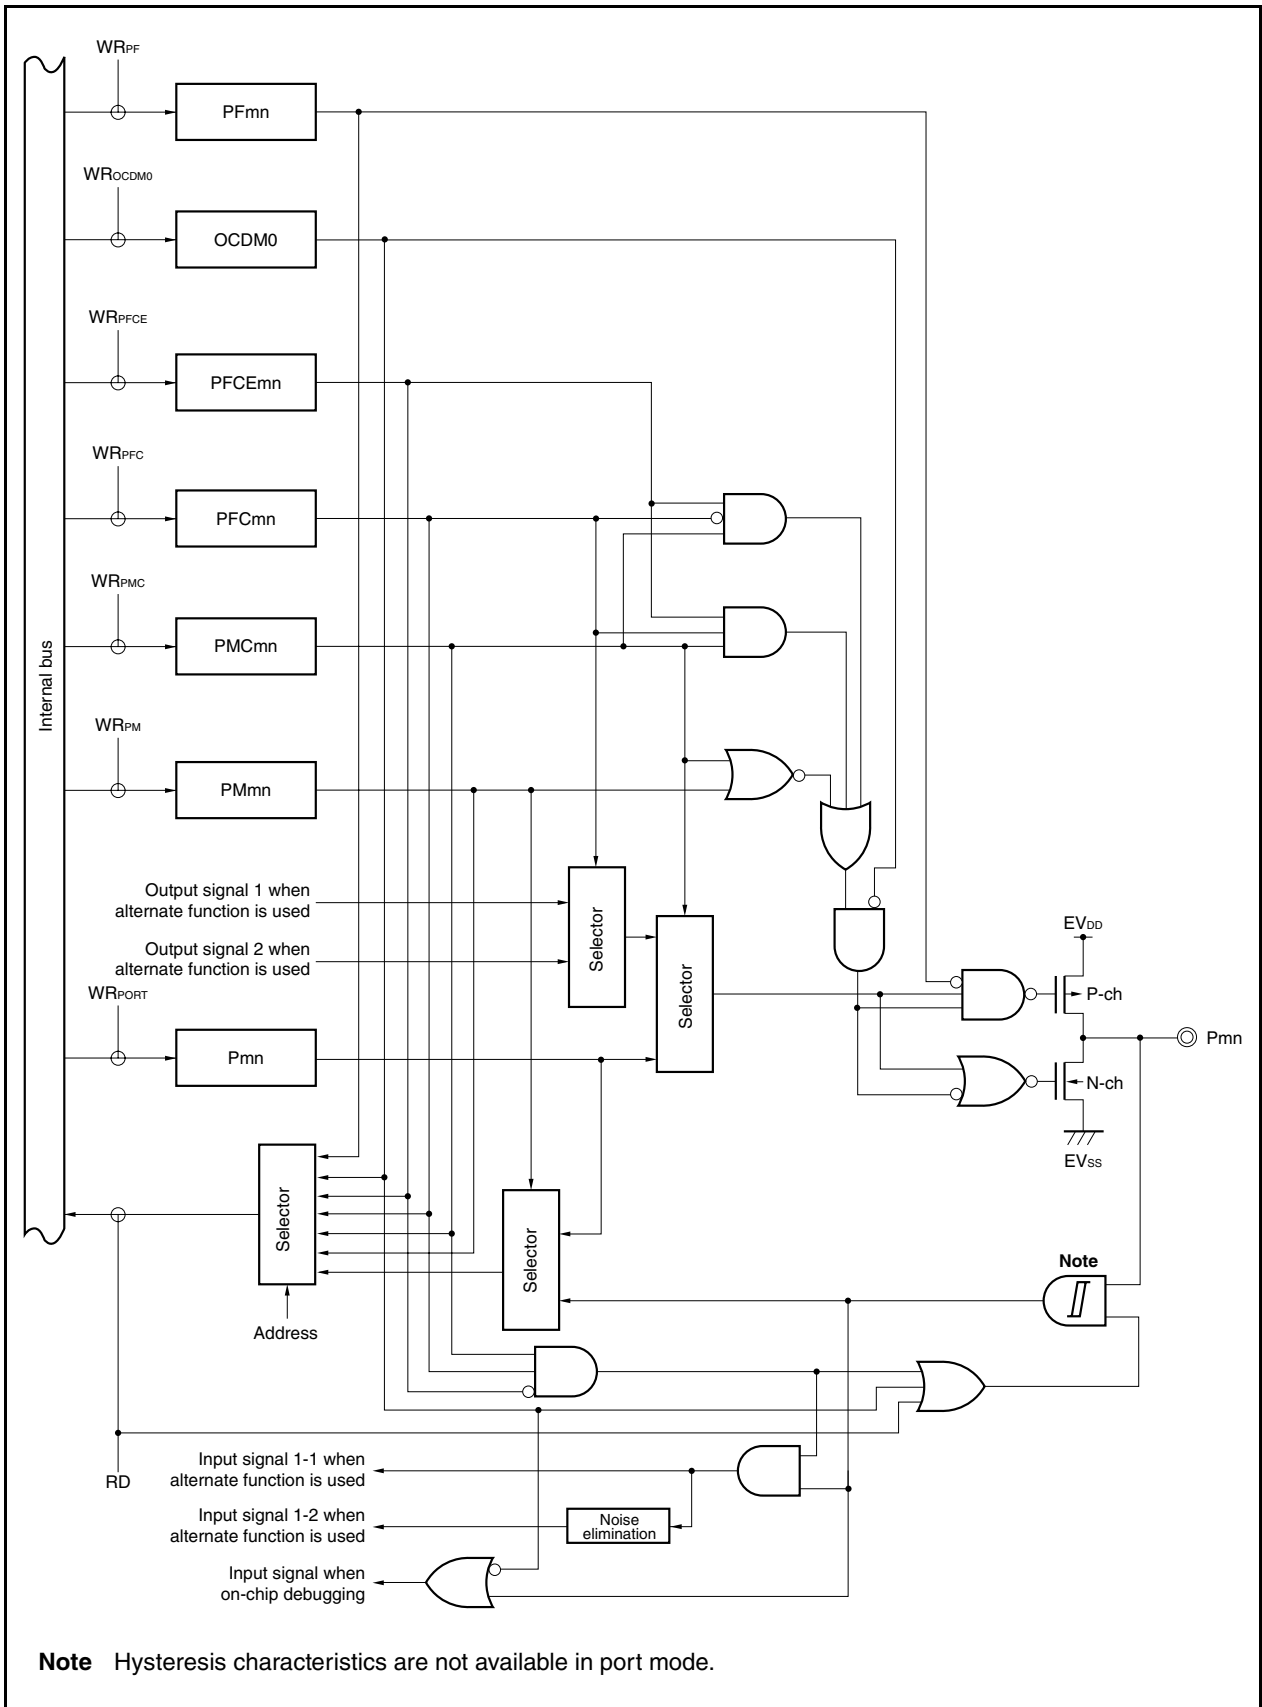 WRPF
PFmn
WROCDM0
OCDM0
WRPFCE
PFCEmn
WRPFC
PFCmn
WRPMC
PMCmn
Internal bus
WRPM
PMmn
Output signal 1 when
alternate function is used
Output signal 2 when
alternate function is used
Selector
Selector
WRPORT
Pmn
EVDD
P-ch
Pmn
N-ch
EVSS
Selector
Selector
Address
Note
RD
Input signal 1-1 when
alternate function is used
Input signal 1-2 when
alternate function is used
Noise
elimination
Input signal when
on-chip debugging
Note Hysteresis characteristics are not available in port mode.